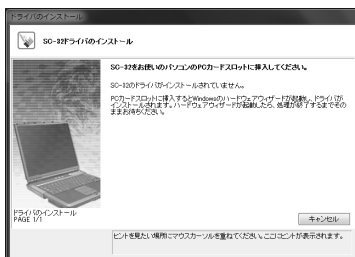 ドライバのインストール
SC-32ドライバのインストール
SC-32をお使いのパソコンのPCカードスロットに挿入してください。
SC-32のドライバがインストールされていません。
PCカードスロットに挿入するとWindowsのハードウェアウィザードが起動し、ドライバが
インストールされます。ハードウェアウィザードが起動したら、処理が終了するまでその
ままお待ちください。
ドライバのインストール
PAGE 1/1
キャンセル
ヒントを見たい場所にマウスカーソルを重ねてください。ここにヒントが表示されます。